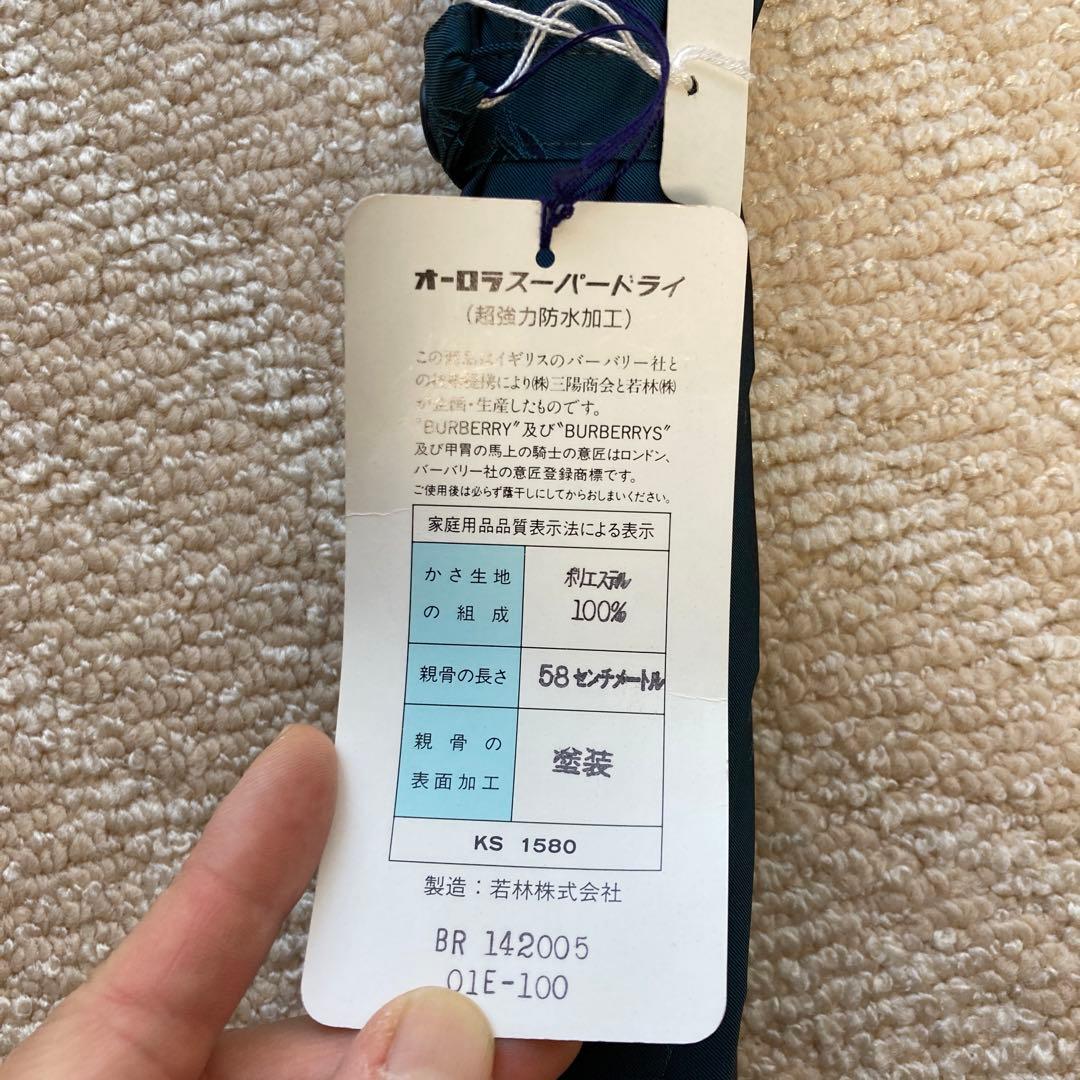 オーロラスーパードライ
(超強力防水加工)
この商品はイギリスのバーバリー社と
の技術提携により㈱三陽商会と若林㈱
が企画・生産したものです。
"BURBERRY"及び"BURBERRYS"
及び甲冑の馬上の騎士の意匠はロンドン、
バーバリー社の意匠登録商標です。
ご使用後は必ず蔭干しにしてからおしまいください。
家庭用品品質表示法による表示
かさ生地
の組成
ポリエステル
100%
親骨の長さ
58センチメートル
親骨の
表面加工
塗装
KS 1580
製造：若林株式会社
BR 142005
01E-100